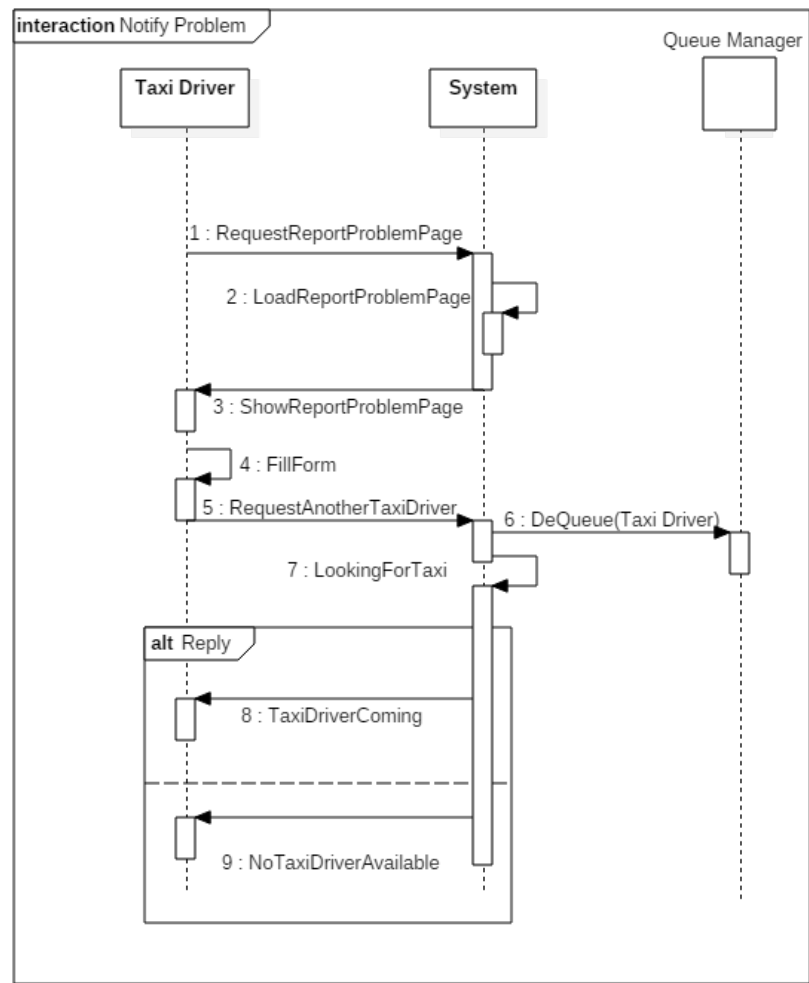 interaction Notify Problem
Queue Manager
Taxi Driver
System
1 : RequestReportProblemPage
2 : LoadReportProblemPage
3 : ShowReportProblemPage
4 : FillForm
5 : RequestAnotherTaxiDriver
6 : DeQueue(Taxi Driver)
7 : LookingForTaxi
alt Reply
8 : TaxiDriverComing
9 : NoTaxiDriverAvailable